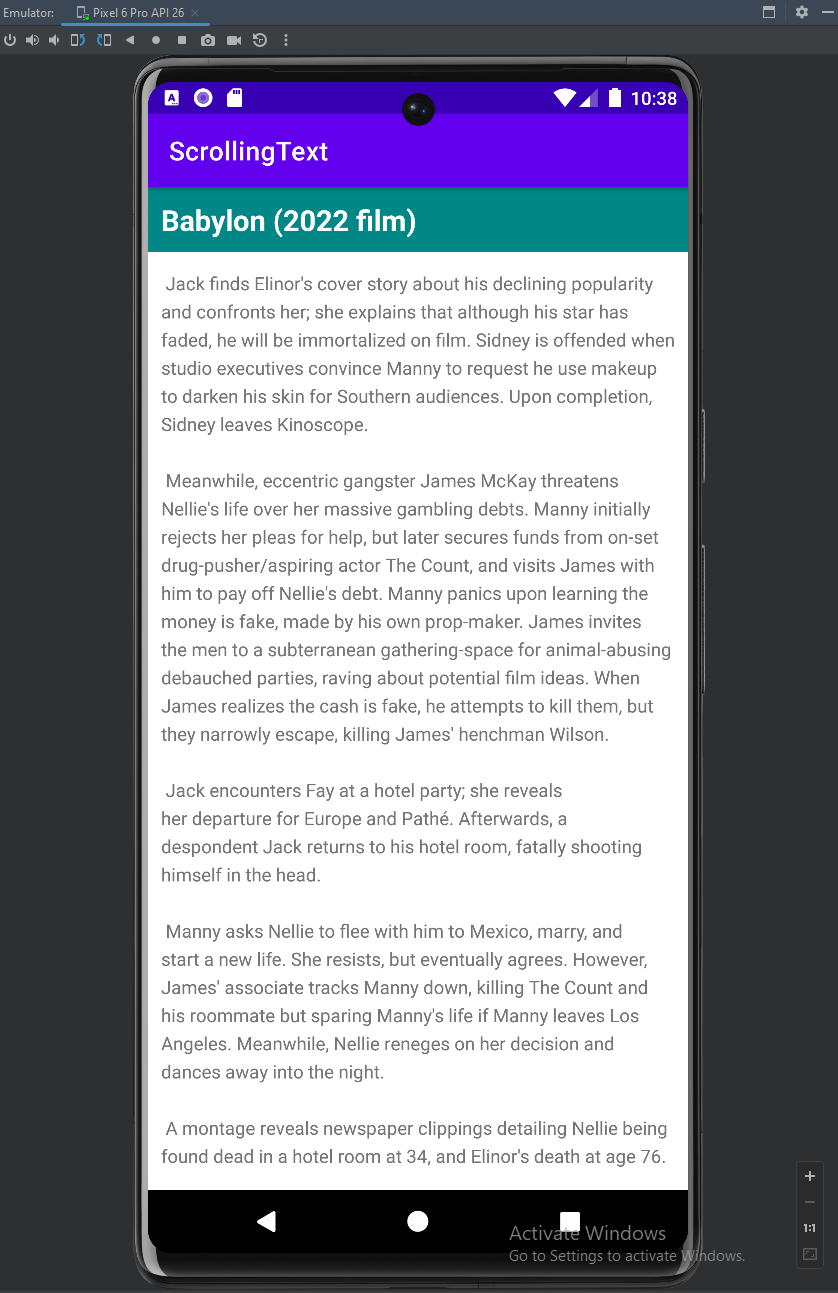 Emulator: Pixel 6 Pro API 26
10:38
ScrollingText
Babylon (2022 film)
Jack finds Elinor's cover story about his declining popularity
and confronts her; she explains that although his star has
faded, he will be immortalized on film. Sidney is offended when
studio executives convince Manny to request he use makeup
to darken his skin for Southern audiences. Upon completion,
Sidney leaves Kinoscope.
Meanwhile, eccentric gangster James McKay threatens
Nellie's life over her massive gambling debts. Manny initially
rejects her pleas for help, but later secures funds from on-set
drug-pusher/aspiring actor The Count, and visits James with
him to pay off Nellie's debt. Manny panics upon learning the
money is fake, made by his own prop-maker. James invites
the men to a subterranean gathering-space for animal-abusing
debauched parties, raving about potential film ideas. When
James realizes the cash is fake, he attempts to kill them, but
they narrowly escape, killing James' henchman Wilson.
Jack encounters Fay at a hotel party; she reveals
her departure for Europe and Pathé. Afterwards, a
despondent Jack returns to his hotel room, fatally shooting
himself in the head.
Manny asks Nellie to flee with him to Mexico, marry, and
start a new life. She resists, but eventually agrees. However,
James' associate tracks Manny down, killing The Count and
his roommate but sparing Manny's life if Manny leaves Los
Angeles. Meanwhile, Nellie reneges on her decision and
dances away into the night.
A montage reveals newspaper clippings detailing Nellie being
found dead in a hotel room at 34, and Elinor's death at age 76.
1:1
Activate Windows
Go to Settings to activate Windows.